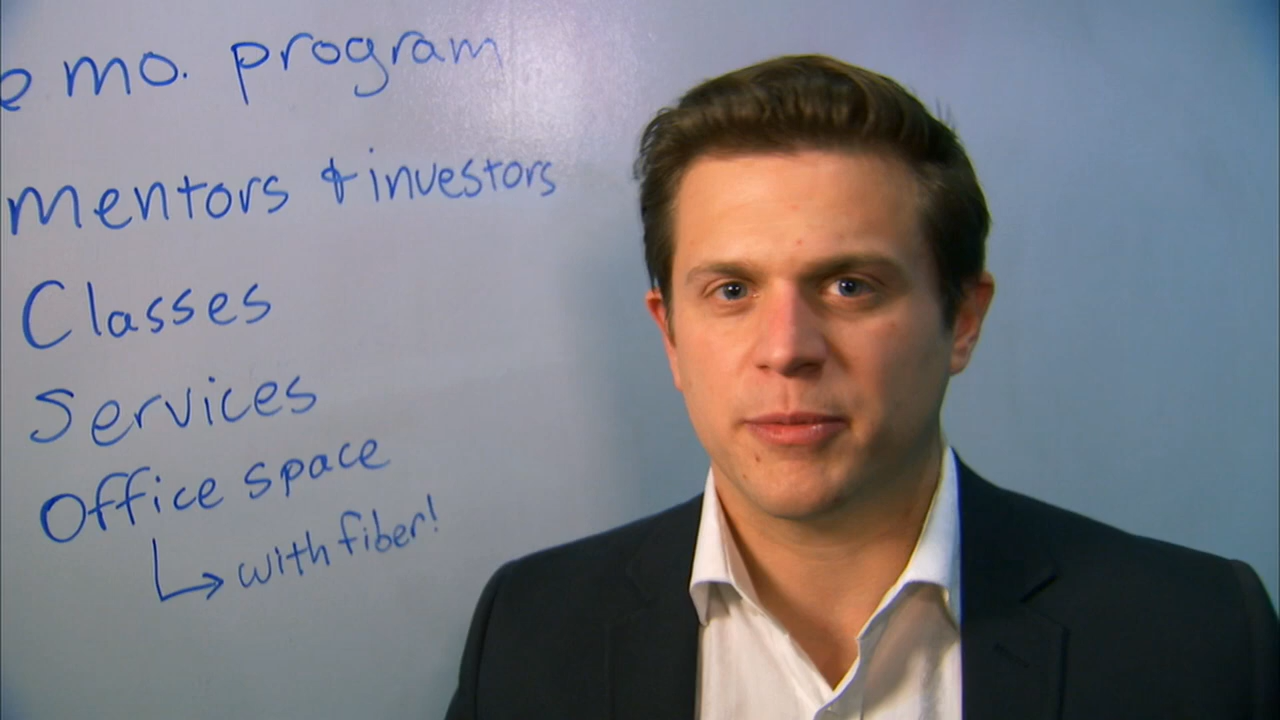 mo. program
mentors & investors
Classes
Services
Office space
↳ with fiber!